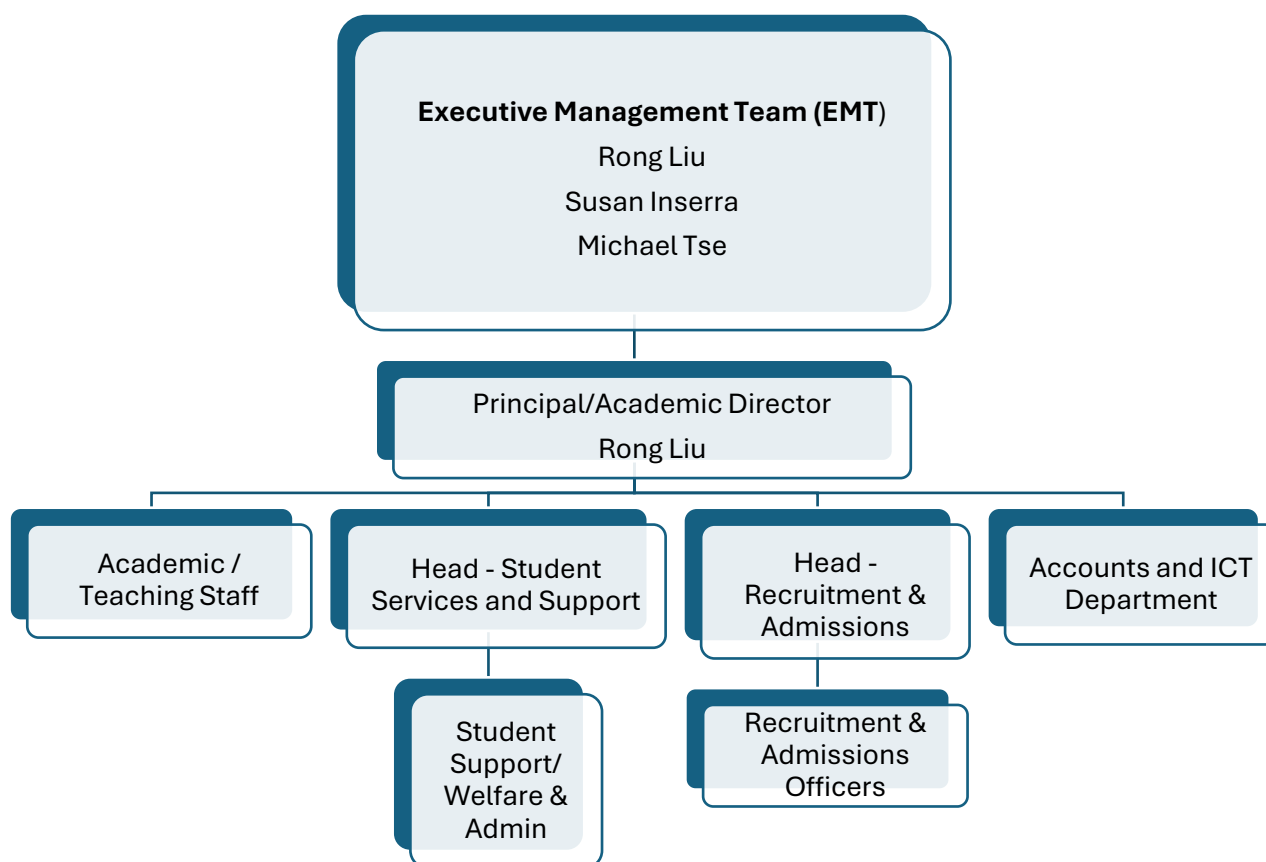 Executive Management Team (EMT)
Rong Liu
Susan Inserra
Michael Tse
Principal/Academic Director
Rong Liu
Academic /
Teaching Staff
Head - Student
Services and Support
Head -
Recruitment &
Admissions
Accounts and ICT
Department
Student
Support/
Welfare &
Admin
Recruitment &
Admissions
Officers